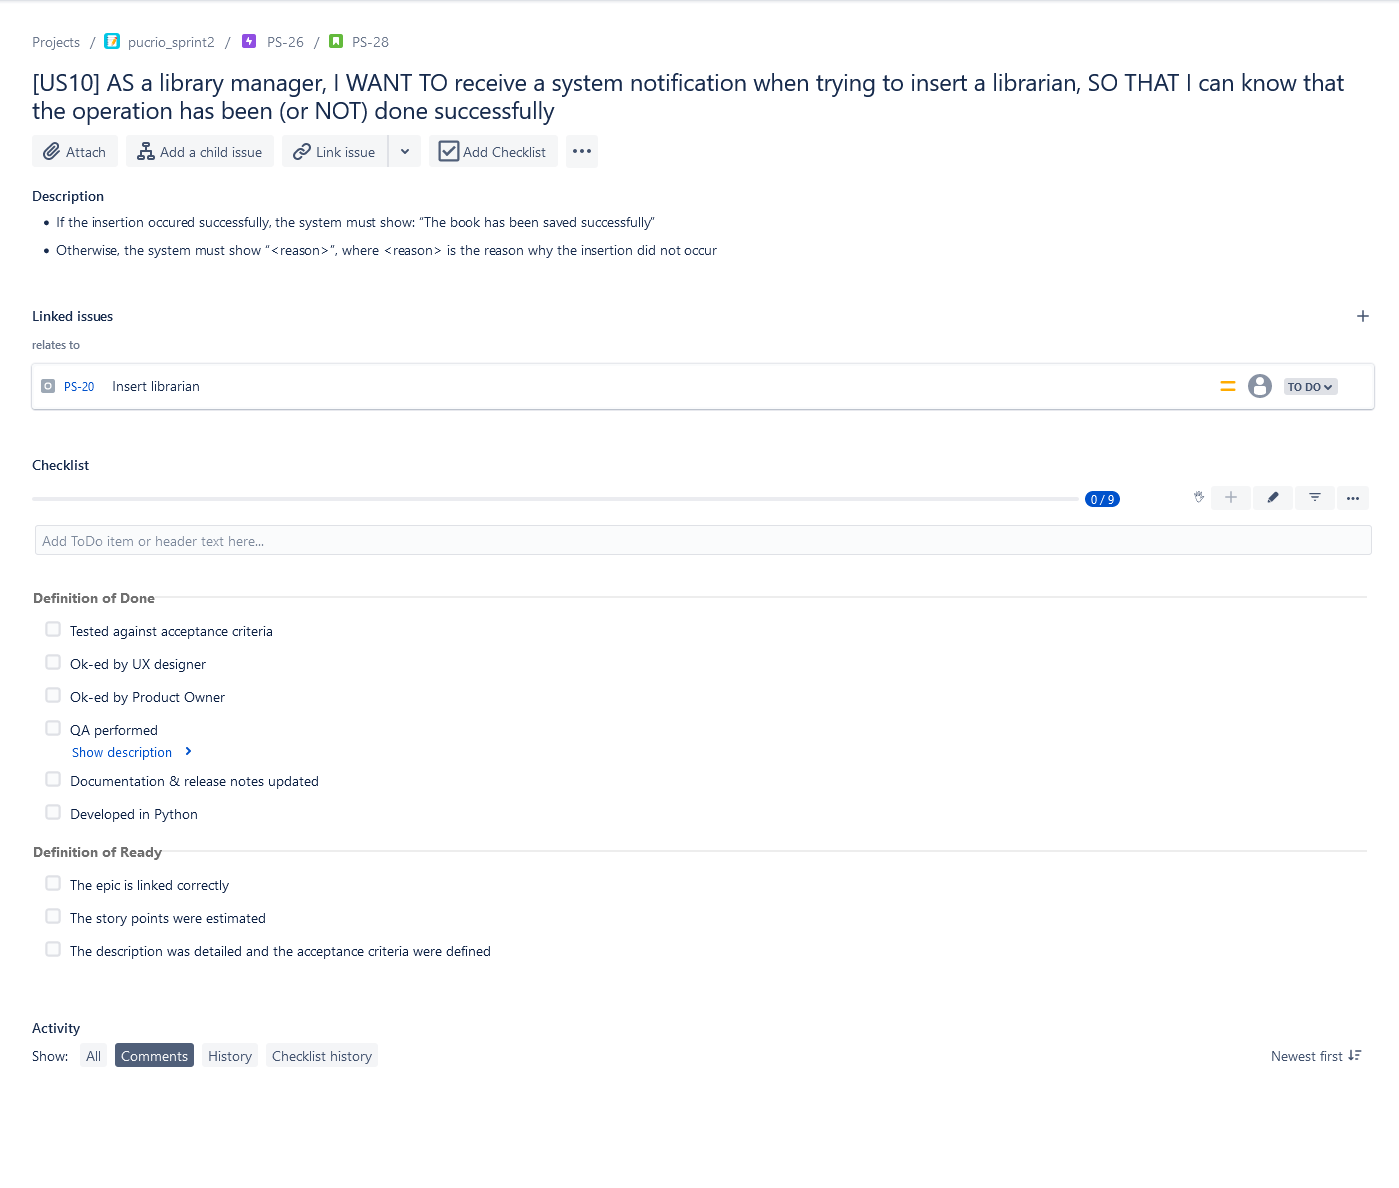 Projects / pucrio_sprint2 / PS-26 / PS-28
[US10] AS a library manager, I WANT TO receive a system notification when trying to insert a librarian, SO THAT I can know that
the operation has been (or NOT) done successfully
Attach Add a child issue Link issue Add Checklist
Description
• If the insertion occured successfully, the system must show: “The book has been saved successfully”
• Otherwise, the system must show “<reason>”, where <reason> is the reason why the insertion did not occur
Linked issues
relates to
PS-20 Insert librarian TO DO
Checklist
0 / 9
Add ToDo item or header text here...
Definition of Done
Tested against acceptance criteria
Ok-ed by UX designer
Ok-ed by Product Owner
QA performed
Show description
Documentation & release notes updated
Developed in Python
Definition of Ready
The epic is linked correctly
The story points were estimated
The description was detailed and the acceptance criteria were defined
Activity
Show: All Comments History Checklist history Newest first